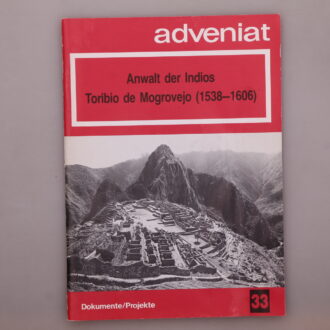 adveniat
Anwalt der Indios
Toribio de Mogrovejo (1538–1606)
Dokumente/Projekte
33